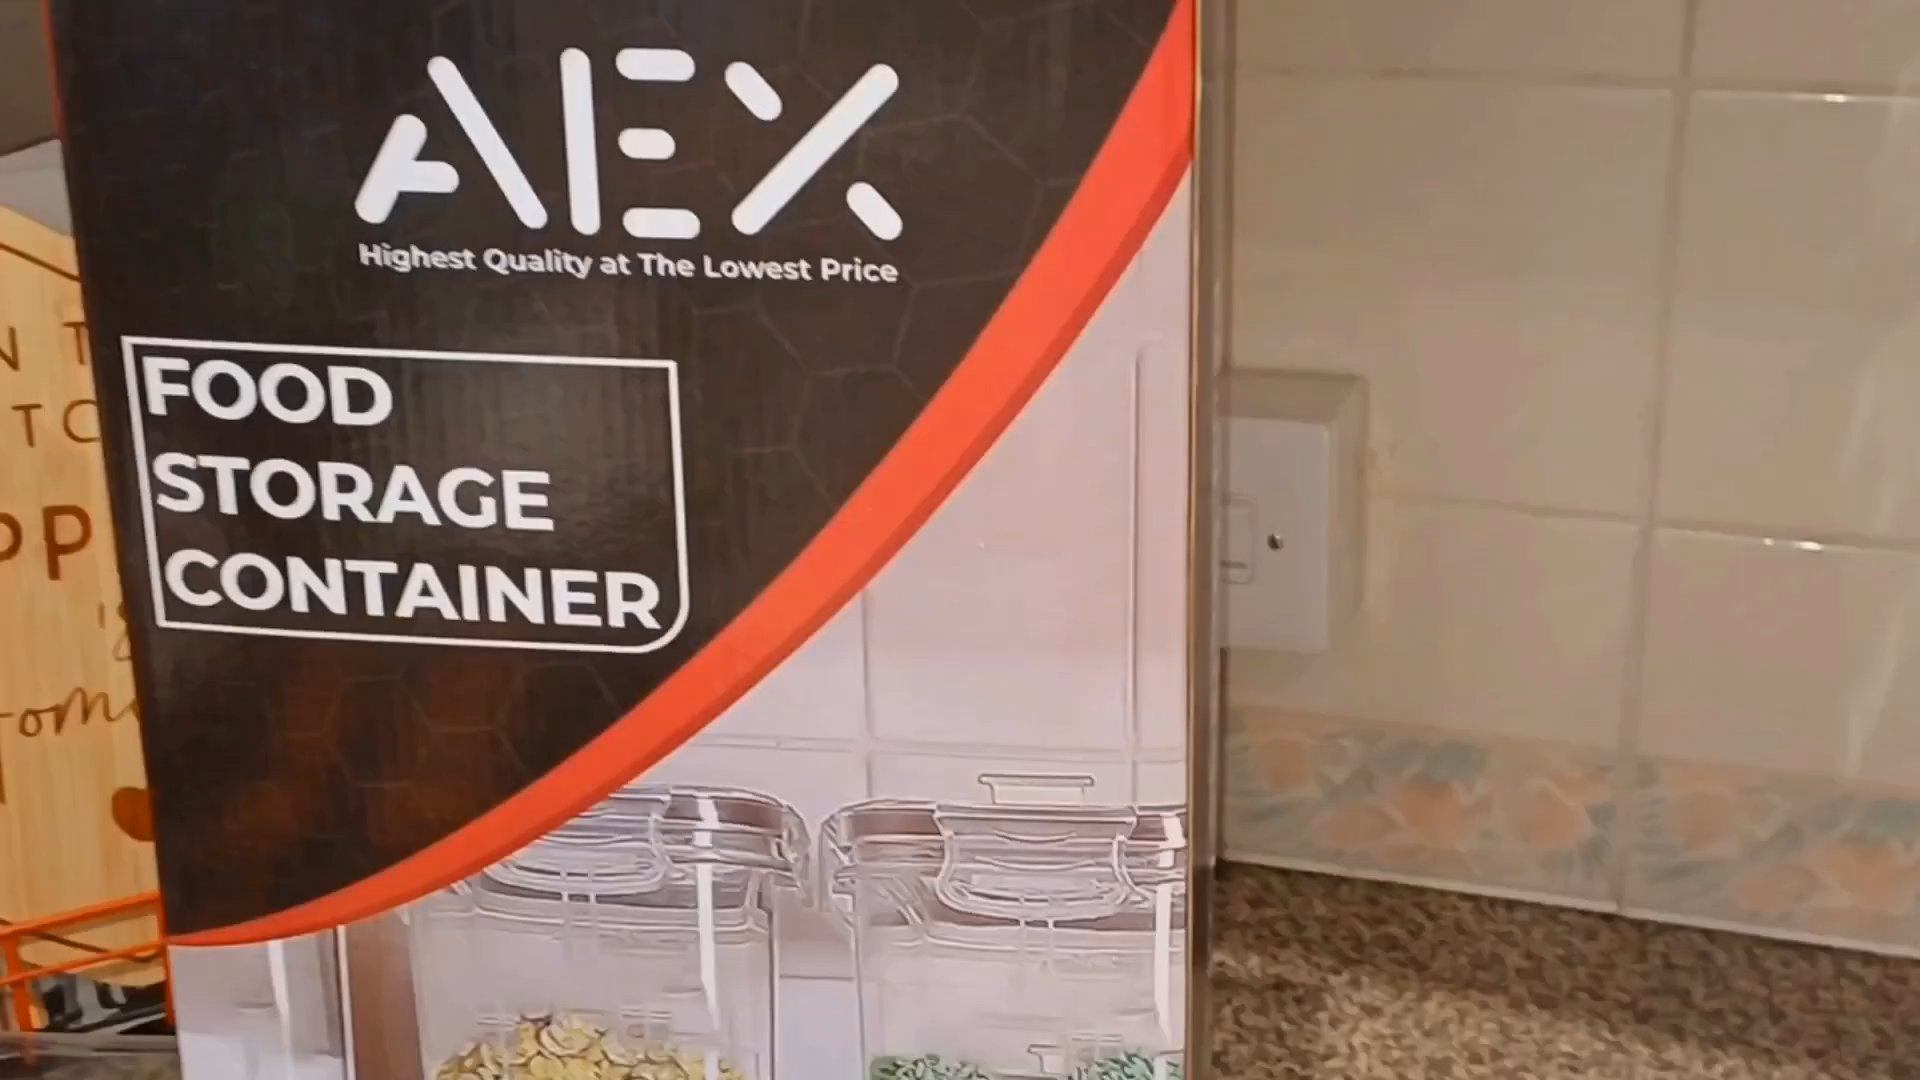 AEX
Highest Quality at The Lowest Price
FOOD
STORAGE
CONTAINER